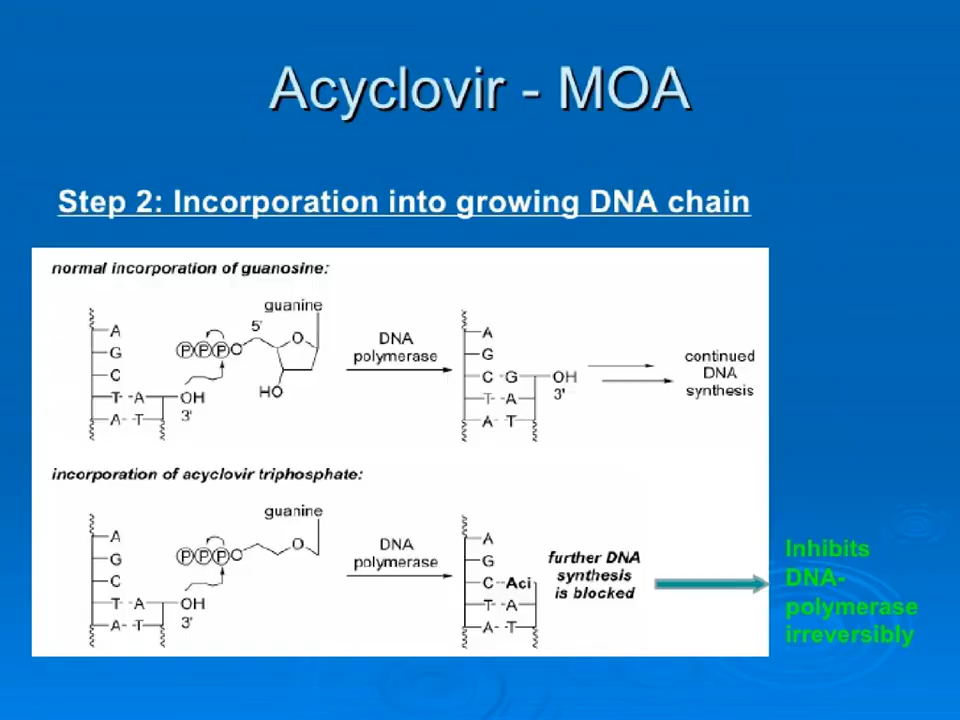 Acyclovir - MOA
Step 2: Incorporation into growing DNA chain
normal incorporation of guanosine:
guanine
5'
A
G
C
T - A
A - T
P P P O
O
HO
OH
3'
DNA
polymerase
A
G
C - G
T - A
A - T
OH
3'
continued
DNA
synthesis
incorporation of acyclovir triphosphate:
guanine
A
G
C
T - A
A - T
P P P O
O
OH
3'
DNA
polymerase
A
G
C - Aci
T - A
A - T
further DNA
synthesis
is blocked
Inhibits
DNA-
polymerase
irreversibly